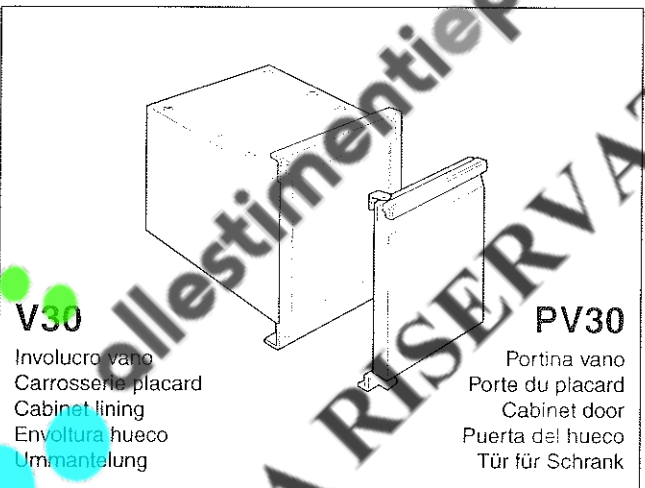 V30
Involucro vano
Carrosserie placard
Cabinet lining
Envoltura hueco
Ummantelung
PV30
Portina vano
Porte du placard
Cabinet door
Puerta del hueco
Tür für Schrank
allestimentiep
A RISERVAT